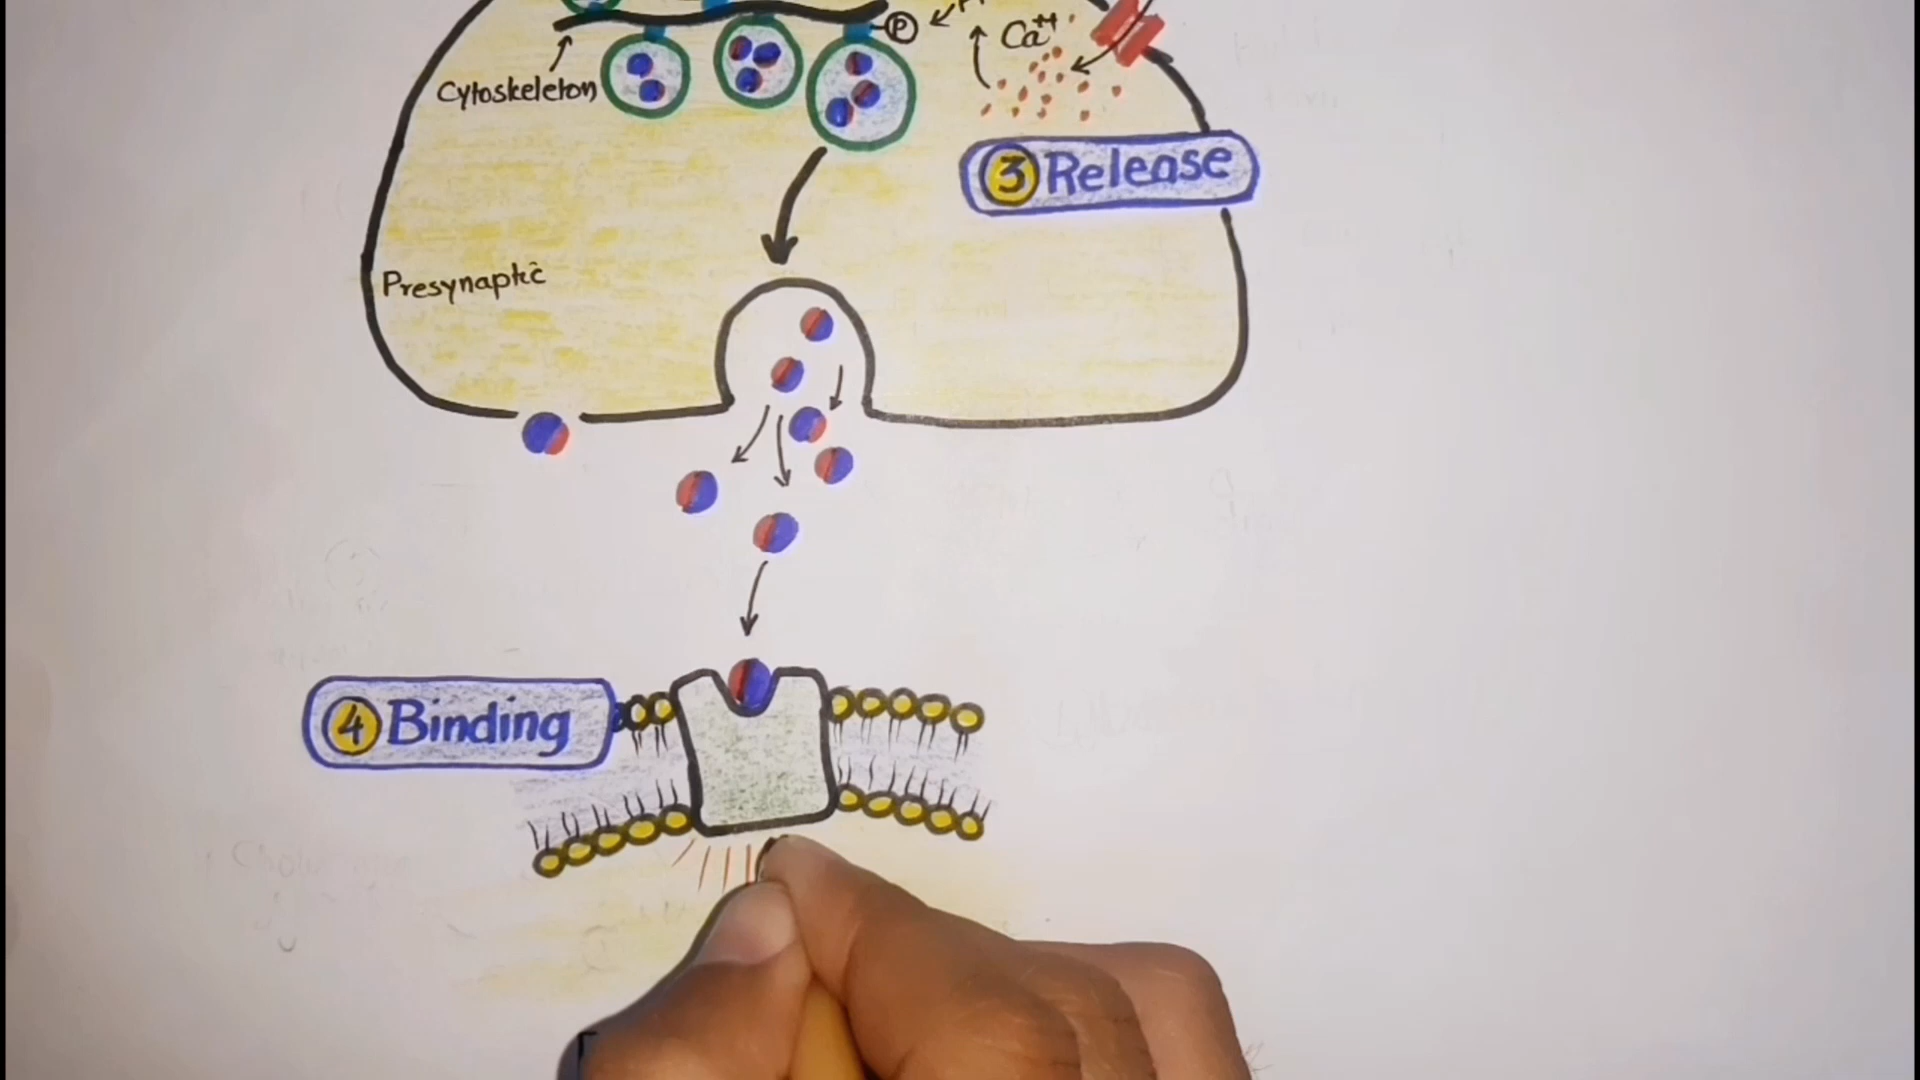 P
Ca++
Cytoskeleton
3 Release
Presynaptic
4 Binding